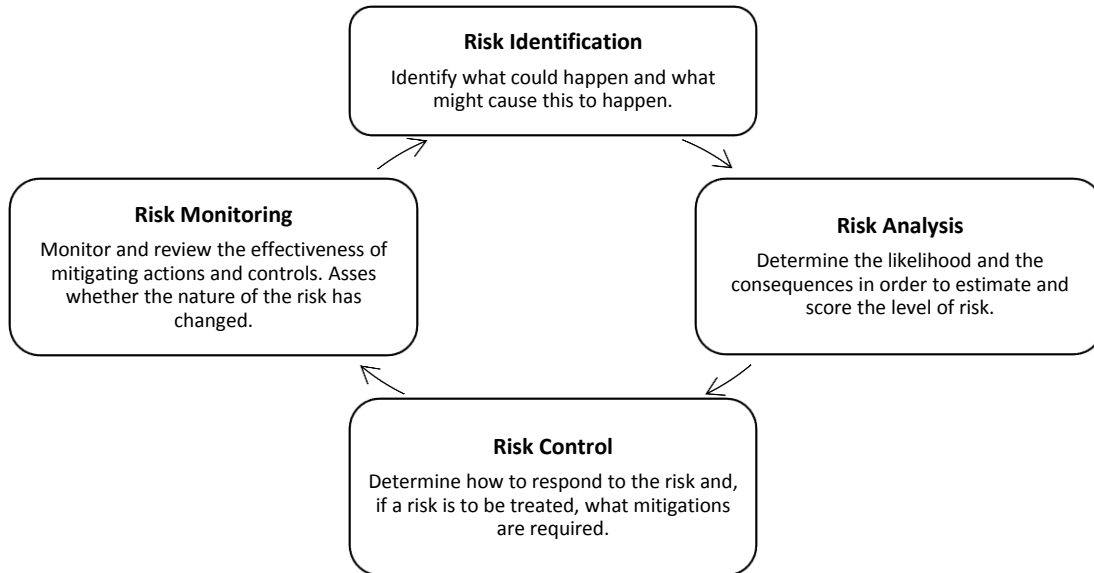 Risk Identification
Identify what could happen and what
might cause this to happen.
Risk Monitoring
Monitor and review the effectiveness of
mitigating actions and controls. Asses
whether the nature of the risk has
changed.
Risk Analysis
Determine the likelihood and the
consequences in order to estimate and
score the level of risk.
Risk Control
Determine how to respond to the risk and,
if a risk is to be treated, what mitigations
are required.